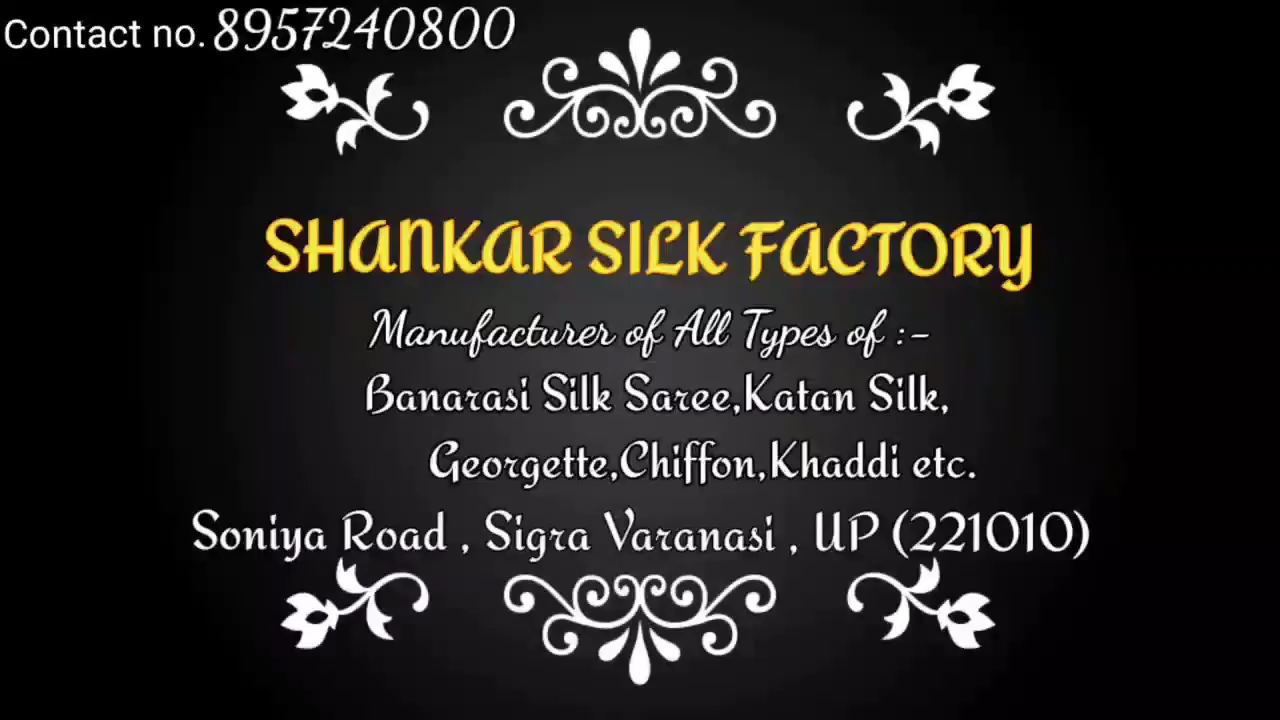 Contact no. 8957240800
SHANKAR SILK FACTORY
Manufacturer of All Types of :-
Banarasi Silk Saree,Katan Silk,
Georgette,Chiffon,Khaddi etc.
Soniya Road , Sigra Varanasi , UP (221010)